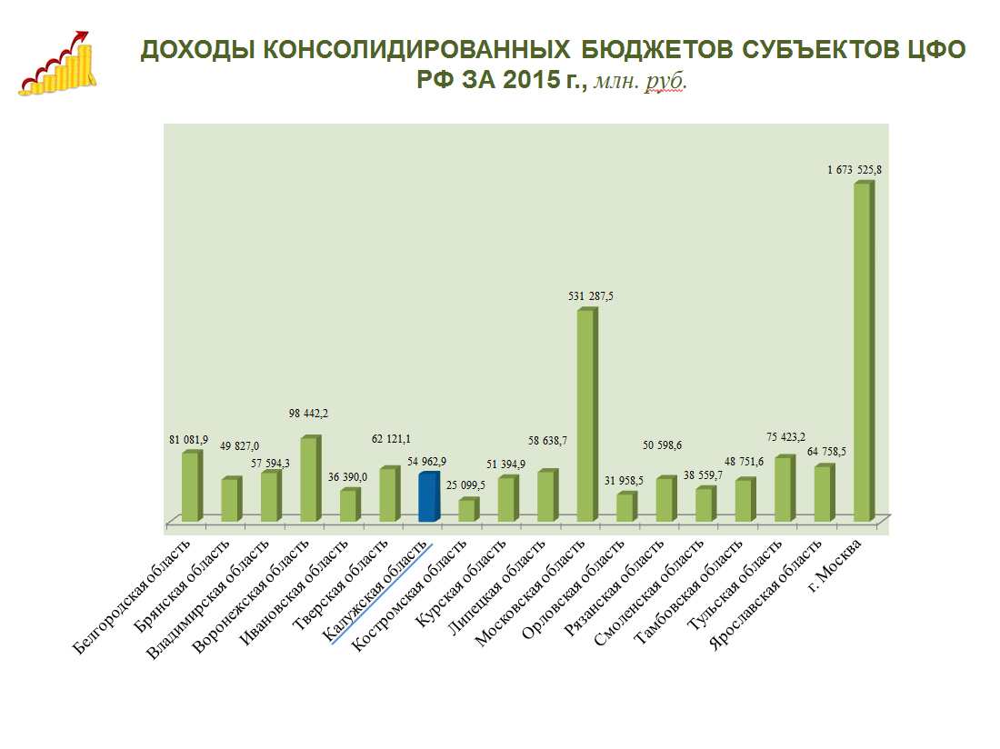 ДОХОДЫ КОНСОЛИДИРОВАННЫХ БЮДЖЕТОВ СУБЪЕКТОВ ЦФО
РФ ЗА 2015 г., млн. руб.
1 673 525,8
531 287,5
98 442,2
81 081,9
49 827,0
57 594,3
36 390,0
62 121,1
54 962,9
25 099,5
51 394,9
58 638,7
31 958,5
50 598,6
38 559,7
48 751,6
75 423,2
64 758,5
Белгородская область
Брянская область
Владимирская область
Воронежская область
Ивановская область
Тверская область
Калужская область
Костромская область
Курская область
Липецкая область
Московская область
Орловская область
Рязанская область
Смоленская область
Тамбовская область
Тульская область
Ярославская область
г. Москва